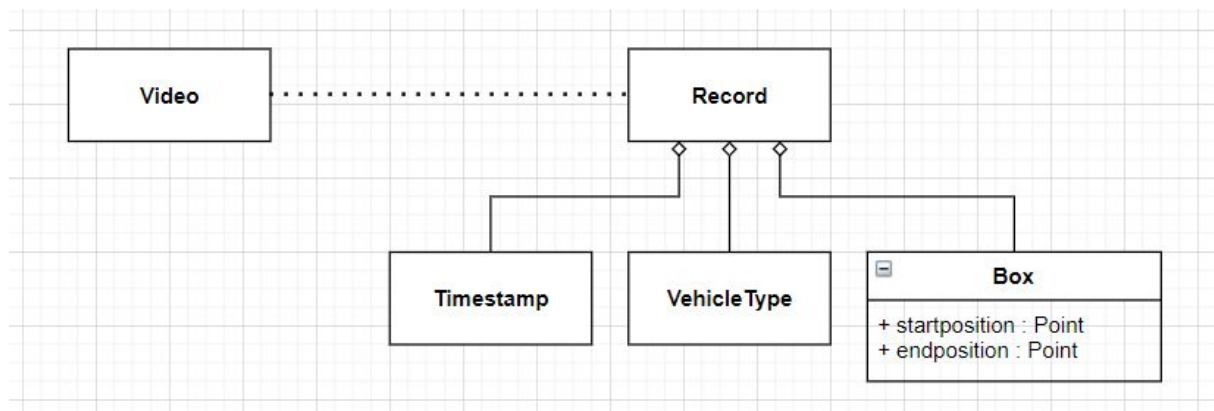 Video
Record
Timestamp
VehicleType
Box
+ startposition : Point
+ endposition : Point